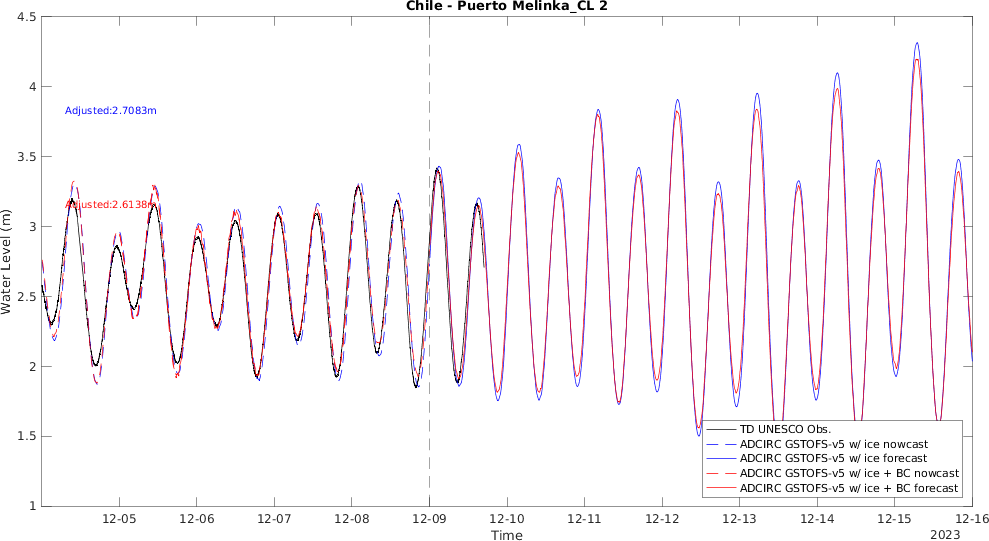 Chile - Puerto Melinka_CL 2
4.5
4
3.5
3
2.5
2
1.5
1
Water Level (m)
Adjusted:2.7083m
Adjusted:2.6138m
TD UNESCO Obs.
ADCIRC GSTOFS-v5 w/ ice nowcast
ADCIRC GSTOFS-v5 w/ ice forecast
ADCIRC GSTOFS-v5 w/ ice + BC nowcast
ADCIRC GSTOFS-v5 w/ ice + BC forecast
12-05 12-06 12-07 12-08 12-09 12-10 12-11 12-12 12-13 12-14 12-15 12-16
Time
2023